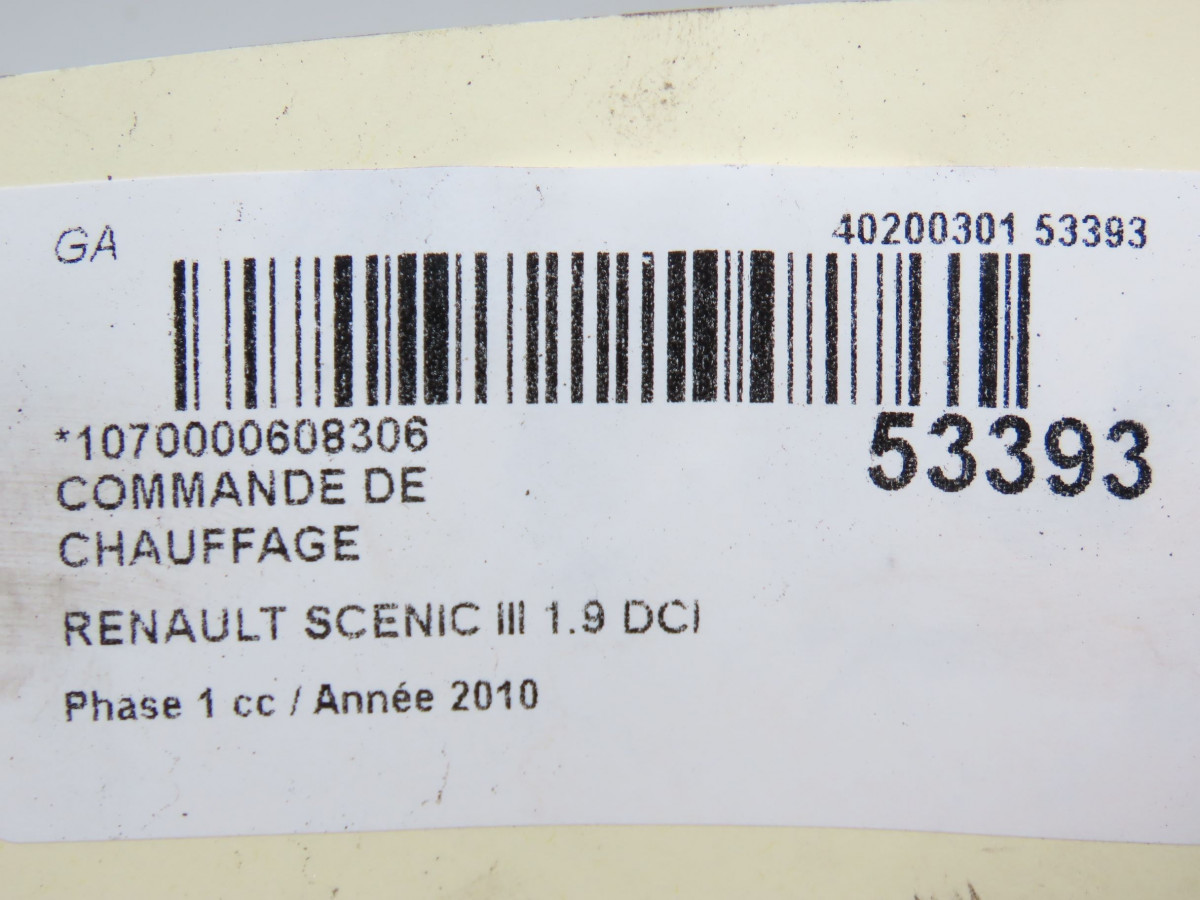 GA
40200301 53393
*1070000608306
53393
COMMANDE DE
CHAUFFAGE
RENAULT SCENIC III 1.9 DCI
Phase 1 cc / Année 2010